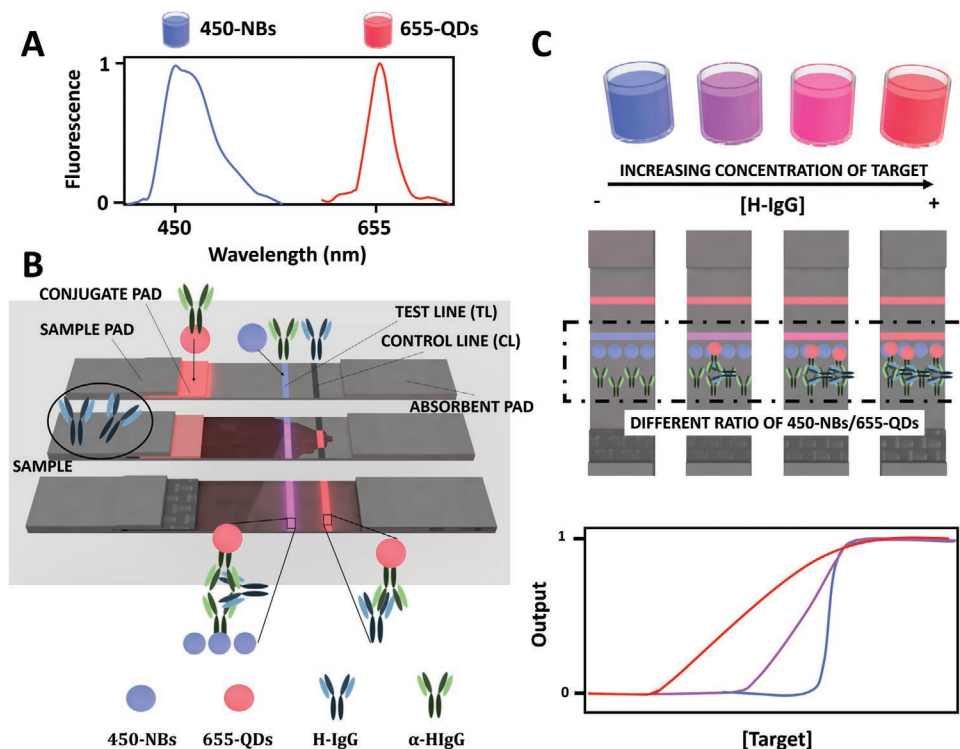 A
450-NBs
655-QDs
Fluorescence
1
0
450
655
Wavelength (nm)
B
CONJUGATE PAD
SAMPLE PAD
TEST LINE (TL)
CONTROL LINE (CL)
ABSORBENT PAD
SAMPLE
450-NBs
655-QDs
H-IgG
α-HIgG
C
INCREASING CONCENTRATION OF TARGET
-
[H-IgG]
+
DIFFERENT RATIO OF 450-NBs/655-QDs
Output
1
0
[Target]